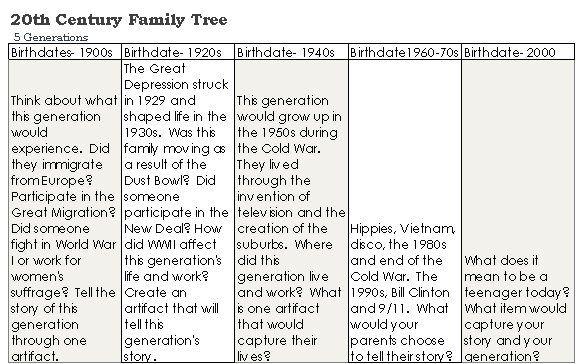 20th Century Family Tree
5 Generations
Birthdates- 1900s
Think about what
this generation
would
experience. Did
they immigrate
from Europe?
Participate in the
Great Migration?
Did someone
fight in World War
I or work for
women's
suffrage? Tell the
story of this
generation
through one
artifact.
Birthdate- 1920s
The Great
Depression struck
in 1929 and
shaped life in the
1930s. Was this
family moving as
a result of the
Dust Bowl? Did
someone
participate in the
New Deal? How
did WWII affect
this generation's
life and work?
Create an
artifact that will
tell this
generation's
story.
Birthdate- 1940s
This generation
would grow up in
the 1950s during
the Cold War.
They lived
through the
invention of
television and the
creation of the
suburbs. Where
did this
generation live
and work? What
is one artifact
that would
capture their
lives?
Birthdate1960-70s
Hippies, Vietnam,
disco, the 1980s
and end of the
Cold War. The
1990s, Bill Clinton
and 9/11. What
would your
parents choose
to tell their story?
Birthdate- 2000
What does it
mean to be a
teenager today?
What item would
capture your
story and your
generation?